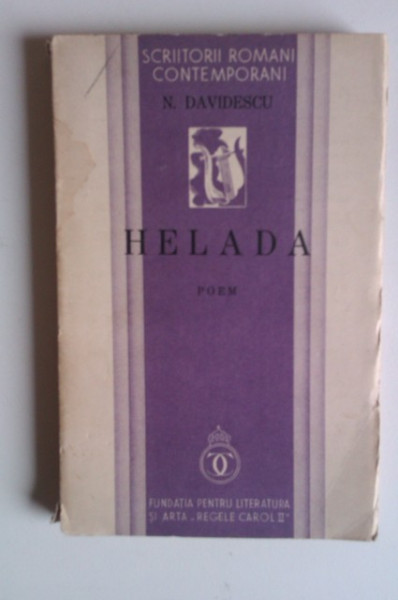 SCRIITORII ROMANI
CONTEMPORANI
N. DAVIDESCU
HELADA
POEM
FUNDATIA PENTRU LITERATURA
ȘI ARTA „REGELE CAROL II"